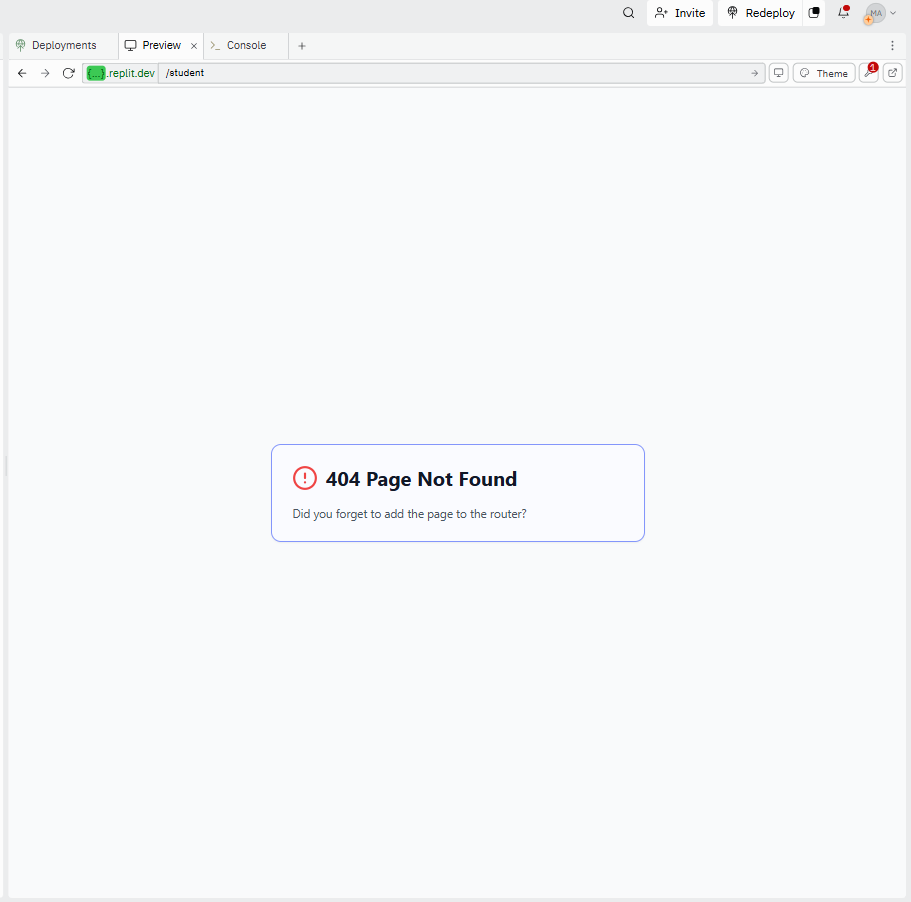 Invite
Redeploy
MA
Deployments
Preview
Console
{...}.replit.dev
/student
Theme
1
404 Page Not Found
Did you forget to add the page to the router?